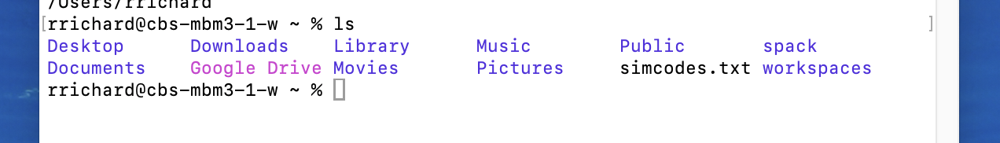 /Users/rrichard
[rrichard@cbs-mbm3-1-w ~ % ls ]
Desktop Downloads Library Music Public spack
Documents Google Drive Movies Pictures simcodes.txt workspaces
rrichard@cbs-mbm3-1-w ~ %